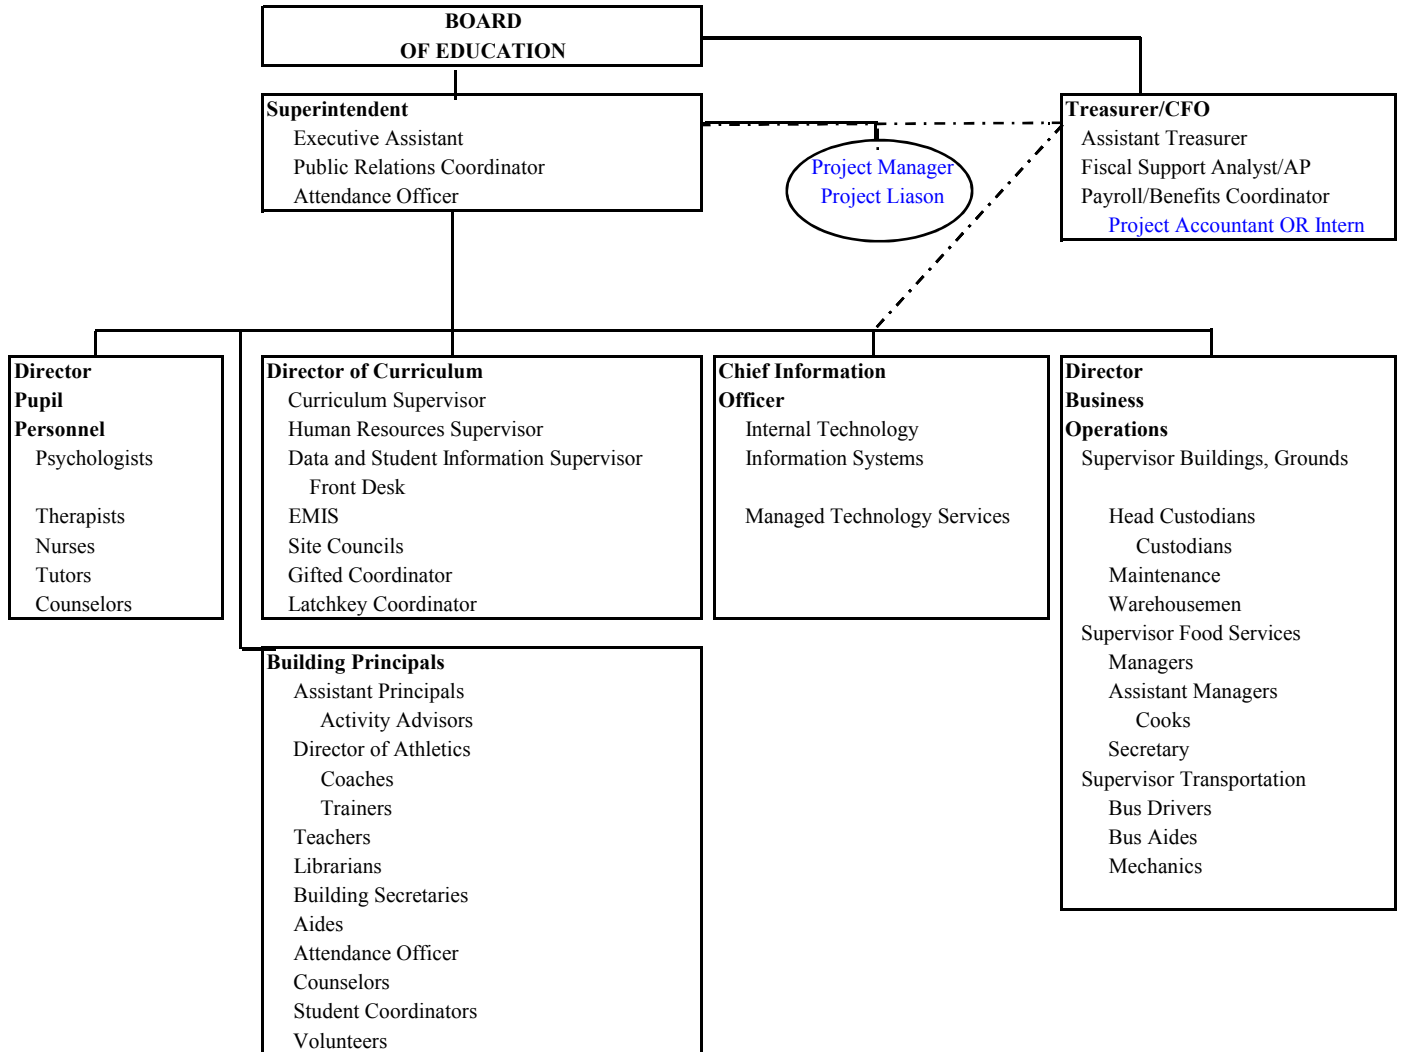 BOARD
OF EDUCATION
Superintendent
Executive Assistant
Public Relations Coordinator
Attendance Officer
Project Manager
Project Liason
Treasurer/CFO
Assistant Treasurer
Fiscal Support Analyst/AP
Payroll/Benefits Coordinator
Project Accountant OR Intern
Director
Pupil
Personnel
Psychologists
Therapists
Nurses
Tutors
Counselors
Director of Curriculum
Curriculum Supervisor
Human Resources Supervisor
Data and Student Information Supervisor
Front Desk
EMIS
Site Councils
Gifted Coordinator
Latchkey Coordinator
Chief Information
Officer
Internal Technology
Information Systems
Managed Technology Services
Director
Business
Operations
Supervisor Buildings, Grounds
Head Custodians
Custodians
Maintenance
Warehousemen
Supervisor Food Services
Managers
Assistant Managers
Cooks
Secretary
Supervisor Transportation
Bus Drivers
Bus Aides
Mechanics
Building Principals
Assistant Principals
Activity Advisors
Director of Athletics
Coaches
Trainers
Teachers
Librarians
Building Secretaries
Aides
Attendance Officer
Counselors
Student Coordinators
Volunteers